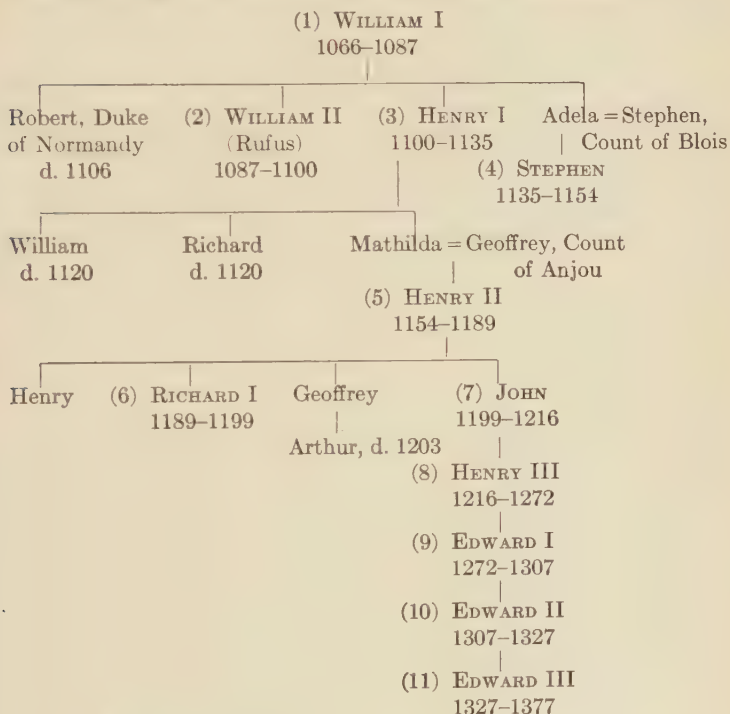 (1) WILLIAM I
1066–1087
Robert, Duke (2) WILLIAM II (3) HENRY I Adela = Stephen,
of Normandy (Rufus) 1100–1135 Count of Blois
d. 1106 1087–1100 (4) STEPHEN
1135–1154
William Richard Mathilda = Geoffrey, Count
d. 1120 d. 1120 of Anjou
(5) HENRY II
1154–1189
Henry (6) RICHARD I Geoffrey (7) JOHN
1189–1199 1199–1216
Arthur, d. 1203
(8) HENRY III
1216–1272
(9) EDWARD I
1272–1307
(10) EDWARD II
1307–1327
(11) EDWARD III
1327–1377